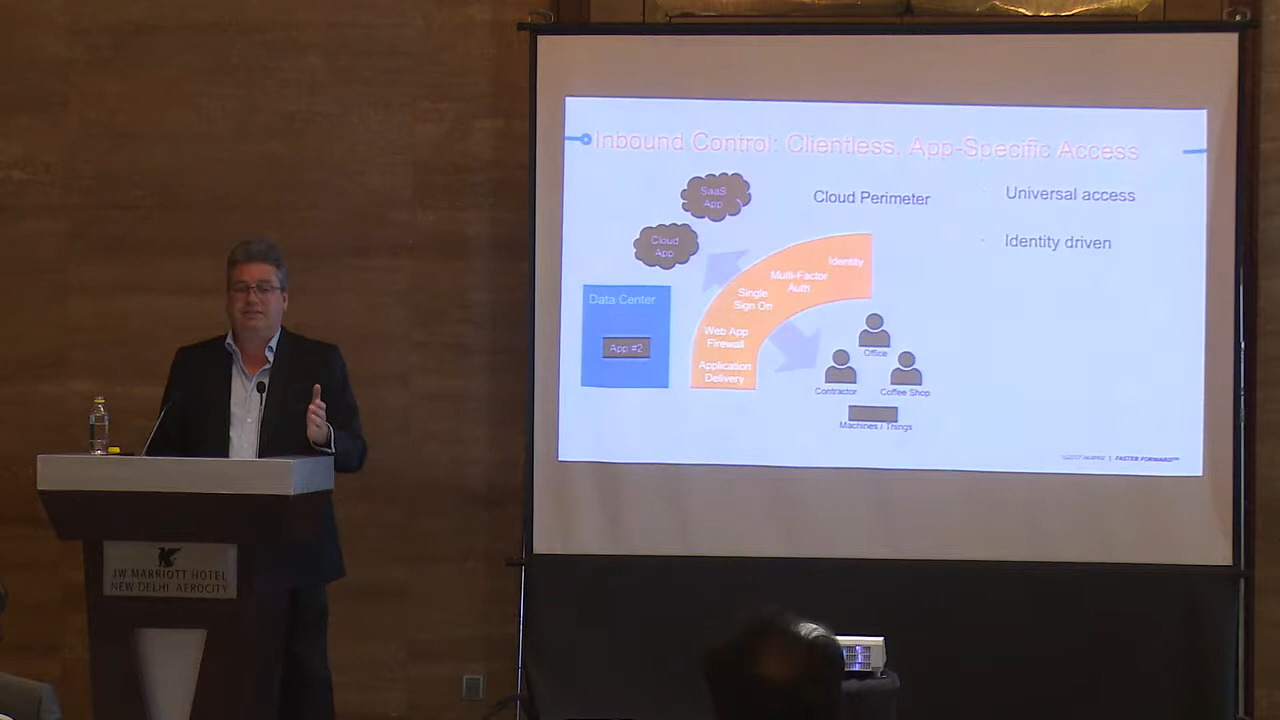 Inbound Control: Clientless, App-Specific Access
SaaS
App
Cloud
App
Cloud Perimeter
Universal access
Identity driven
Data Center
App #2
Identity
Multi-Factor
Auth
Single
Sign On
Web App
Firewall
Application
Delivery
Office
Contractor
Coffee Shop
Machines / Things
| FASTER FORWARD
JW MARRIOTT HOTEL
NEW DELHI AEROCITY